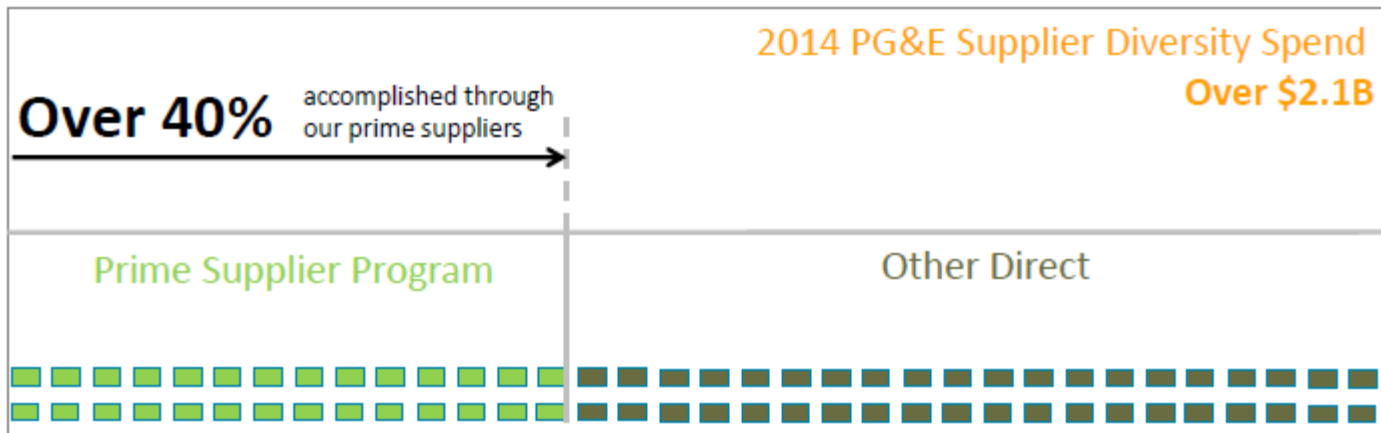 2014 PG&E Supplier Diversity Spend
Over $2.1B
Over 40%
accomplished through
our prime suppliers
Prime Supplier Program
Other Direct